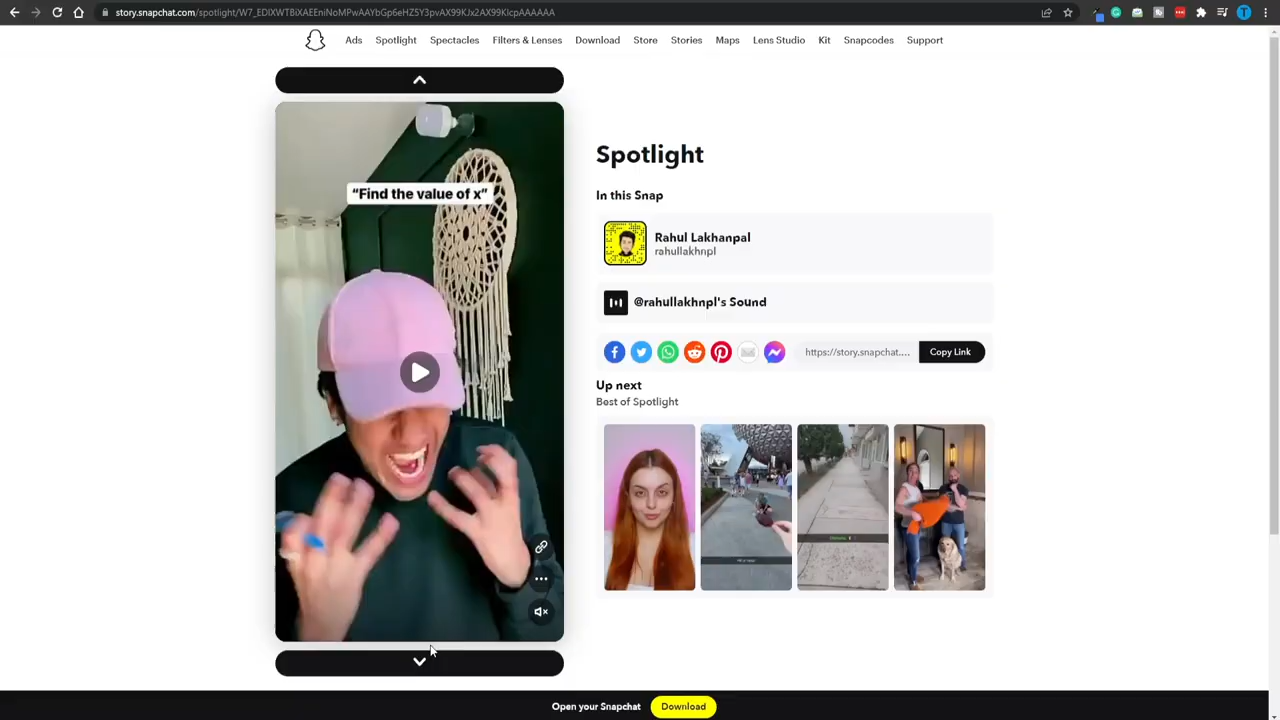 story.snapchat.com/spotlight/W7_EDlXWTBiXAEEniNoMPwAAYbGp6eHZ5Y3pvAX99KJx2AX99KIcpAAAAAA
T
Ads Spotlight Spectacles Filters & Lenses Download Store Stories Maps Lens Studio Kit Snapcodes Support
"Find the value of x"
Spotlight
In this Snap
Rahul Lakhanpal
rahullakhnpl
@rahullakhnpl's Sound
https://story.snapchat.... Copy Link
Up next
Best of Spotlight
Open your Snapchat Download